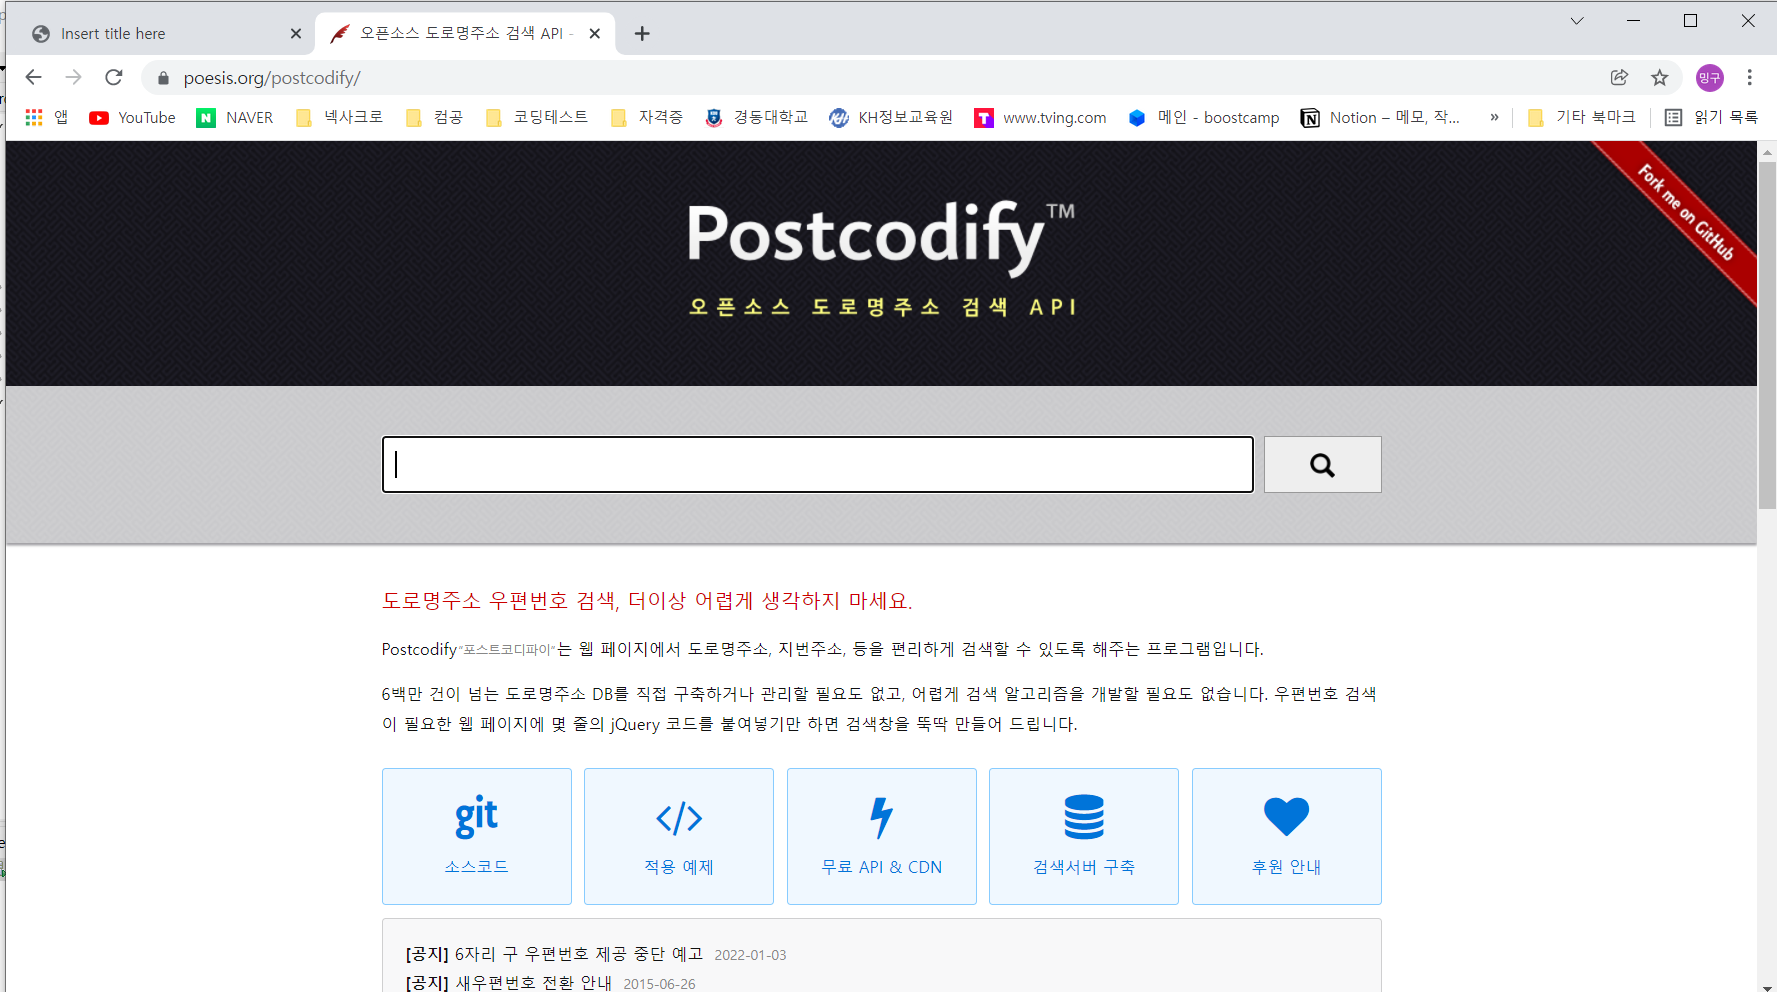 Insert title here
오픈소스 도로명주소 검색 API -
poesis.org/postcodify/
밍구
앱 YouTube NAVER 넥사크로 컴공 코딩테스트 자격증 경동대학교 KH정보교육원 www.tving.com 메인 - boostcamp Notion – 메모, 작... » 기타 북마크 읽기 목록
Postcodify™
오픈소스 도로명주소 검색 API
Fork me on GitHub
도로명주소 우편번호 검색, 더이상 어렵게 생각하지 마세요.
Postcodify“포스트코디파이”는 웹 페이지에서 도로명주소, 지번주소, 등을 편리하게 검색할 수 있도록 해주는 프로그램입니다.
6백만 건이 넘는 도로명주소 DB를 직접 구축하거나 관리할 필요도 없고, 어렵게 검색 알고리즘을 개발할 필요도 없습니다. 우편번호 검색
이 필요한 웹 페이지에 몇 줄의 jQuery 코드를 붙여넣기만 하면 검색창을 뚝딱 만들어 드립니다.
git
소스코드
적용 예제
무료 API & CDN
검색서버 구축
후원 안내
[공지] 6자리 구 우편번호 제공 중단 예고 2022-01-03
[공지] 새우편번호 전환 안내 2015-06-26